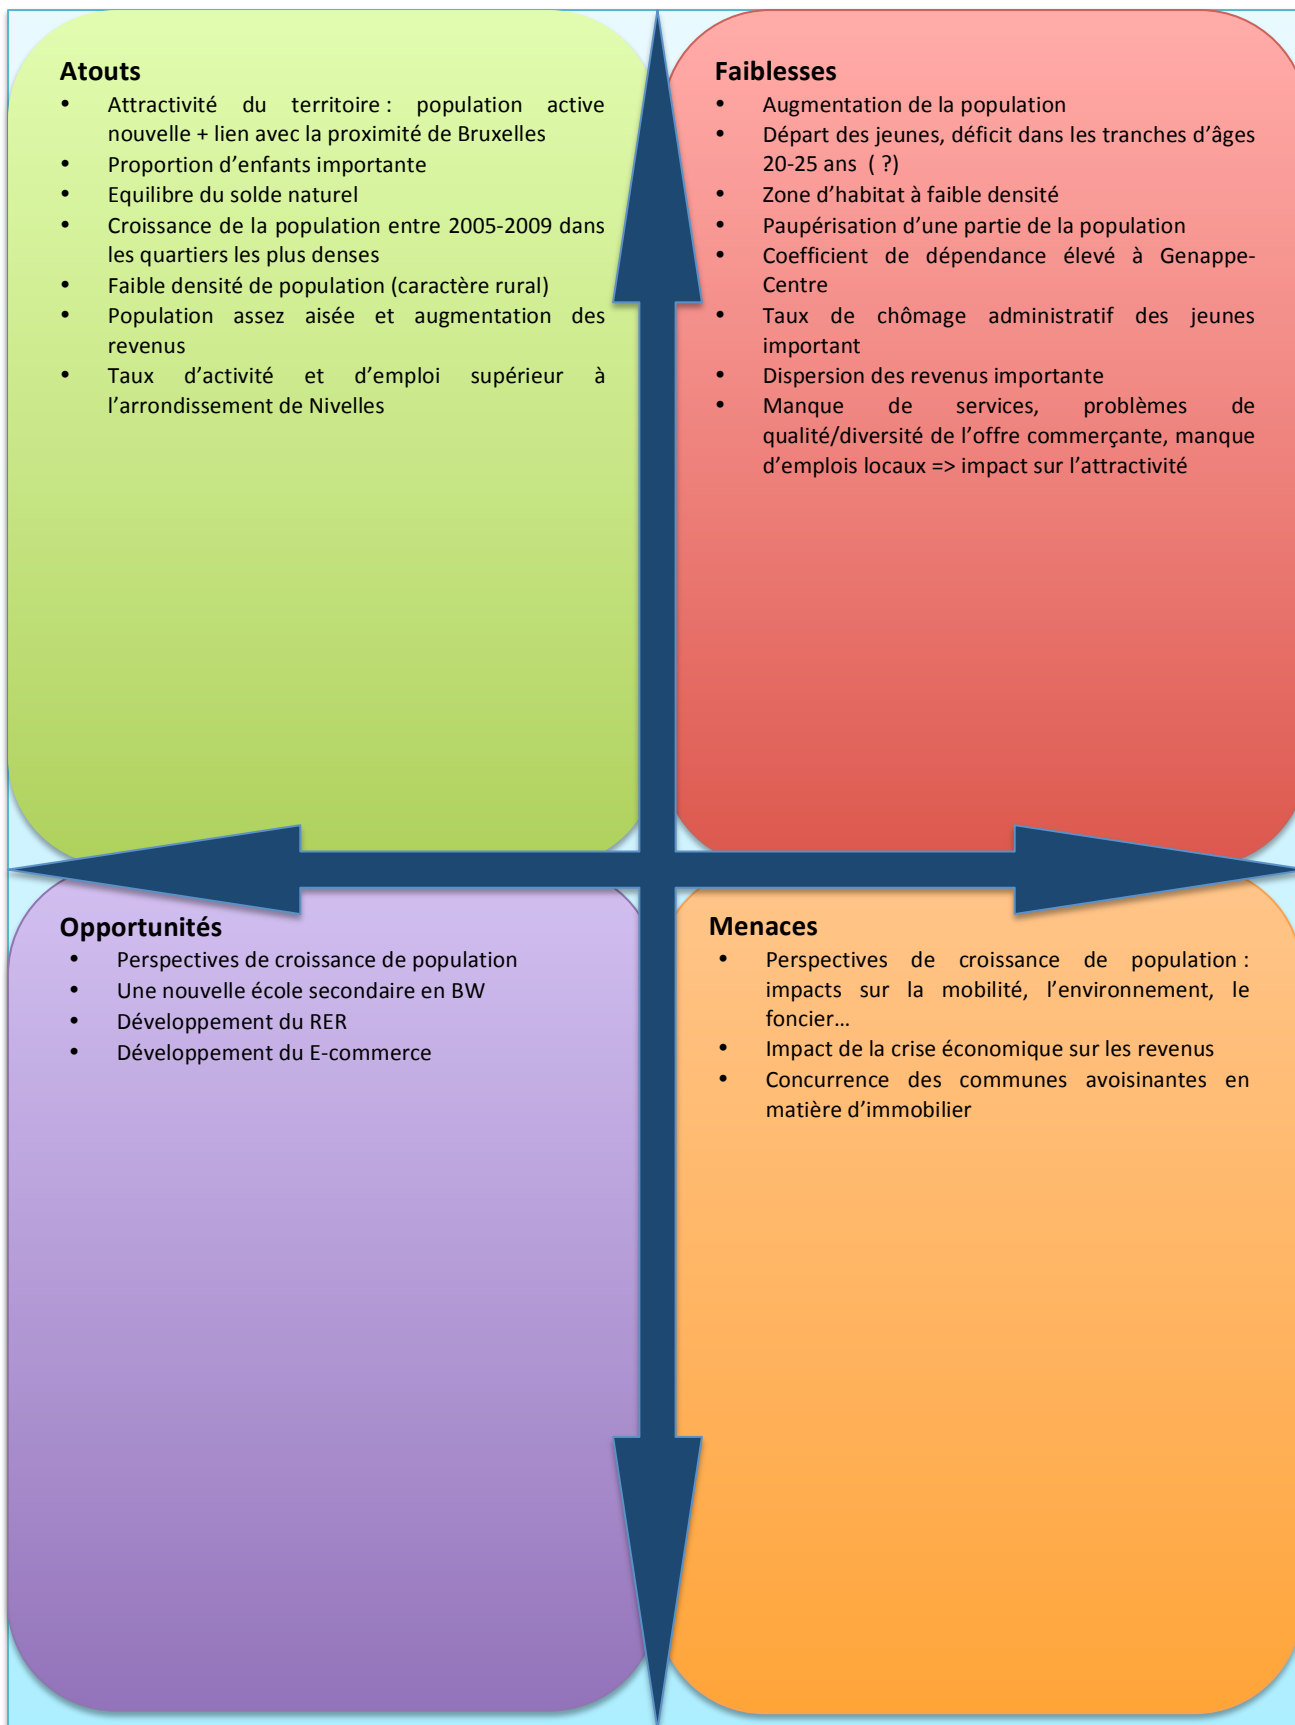 Atouts
• Attractivité du territoire : population active
nouvelle + lien avec la proximité de Bruxelles
• Proportion d’enfants importante
• Equilibre du solde naturel
• Croissance de la population entre 2005-2009 dans
les quartiers les plus denses
• Faible densité de population (caractère rural)
• Population assez aisée et augmentation des
revenus
• Taux d’activité et d’emploi supérieur à
l’arrondissement de Nivelles
Faiblesses
• Augmentation de la population
• Départ des jeunes, déficit dans les tranches d’âges
20-25 ans ( ?)
• Zone d’habitat à faible densité
• Paupérisation d’une partie de la population
• Coefficient de dépendance élevé à Genappe-
Centre
• Taux de chômage administratif des jeunes
important
• Dispersion des revenus importante
• Manque de services, problèmes de
qualité/diversité de l’offre commerçante, manque
d’emplois locaux => impact sur l’attractivité
Opportunités
• Perspectives de croissance de population
• Une nouvelle école secondaire en BW
• Développement du RER
• Développement du E-commerce
Menaces
• Perspectives de croissance de population :
impacts sur la mobilité, l’environnement, le
foncier…
• Impact de la crise économique sur les revenus
• Concurrence des communes avoisinantes en
matière d’immobilier